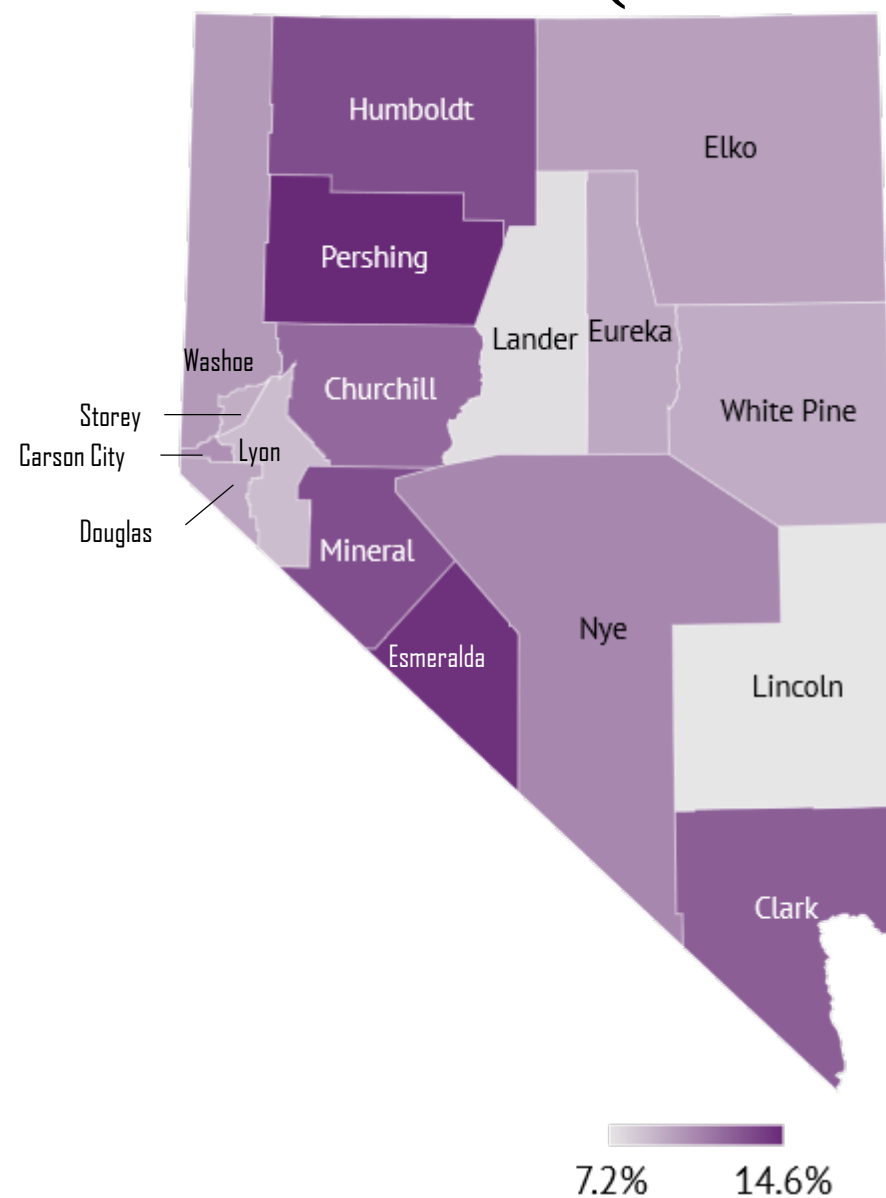 Humboldt
Elko
Pershing
Lander
Eureka
Washoe
Churchill
Storey
White Pine
Carson City
Lyon
Douglas
Mineral
Nye
Esmeralda
Lincoln
Clark
7.2% 14.6%